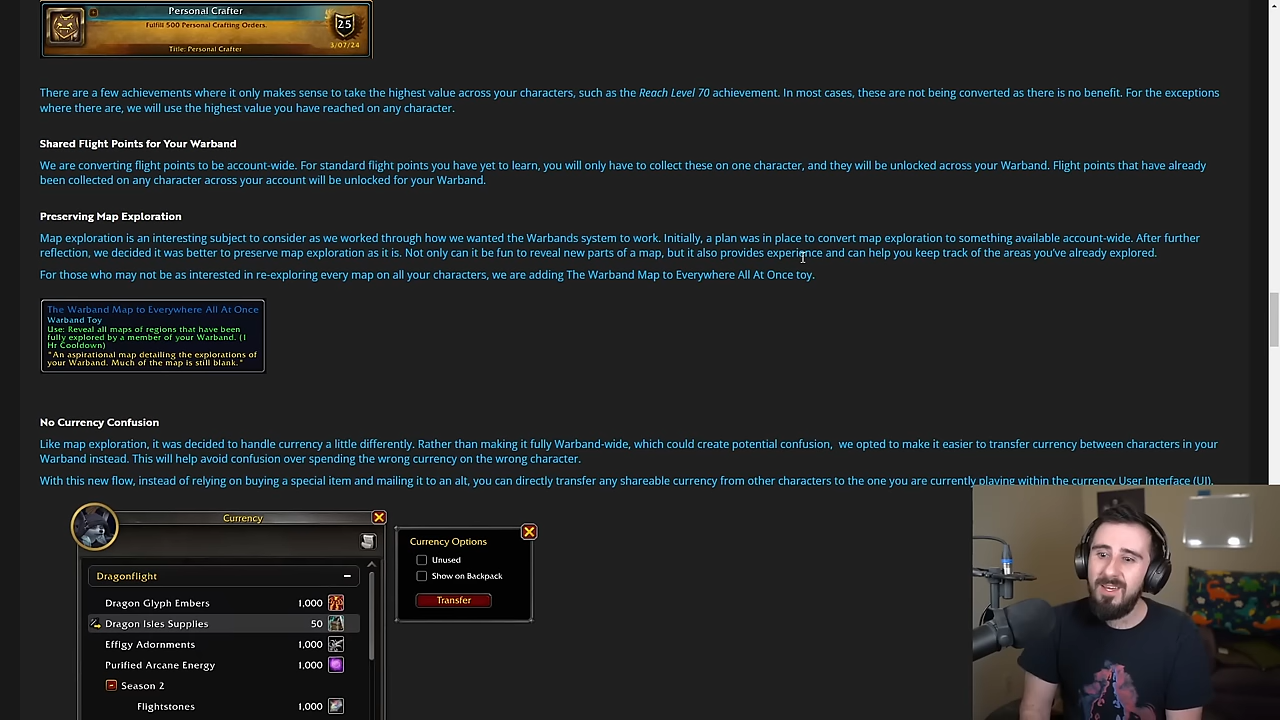 Personal Crafter
Fulfill 500 Personal Crafting Orders.
25
3/07/24
Title: Personal Crafter
There are a few achievements where it only makes sense to take the highest value across your characters, such as the Reach Level 70 achievement. In most cases, these are not being converted as there is no benefit. For the exceptions
where there are, we will use the highest value you have reached on any character.
Shared Flight Points for Your Warband
We are converting flight points to be account-wide. For standard flight points you have yet to learn, you will only have to collect these on one character, and they will be unlocked across your Warband. Flight points that have already
been collected on any character across your account will be unlocked for your Warband.
Preserving Map Exploration
Map exploration is an interesting subject to consider as we worked through how we wanted the Warbands system to work. Initially, a plan was in place to convert map exploration to something available account-wide. After further
reflection, we decided it was better to preserve map exploration as it is. Not only can it be fun to reveal new parts of a map, but it also provides experience and can help you keep track of the areas you've already explored.
For those who may not be as interested in re-exploring every map on all your characters, we are adding The Warband Map to Everywhere All At Once toy.
The Warband Map to Everywhere All At Once
Warband Toy
Use: Reveal all maps of regions that have been
fully explored by a member of your Warband. (1
Hr Cooldown)
"An aspirational map detailing the explorations of
your Warband. Much of the map is still blank."
No Currency Confusion
Like map exploration, it was decided to handle currency a little differently. Rather than making it fully Warband-wide, which could create potential confusion, we opted to make it easier to transfer currency between characters in your
Warband instead. This will help avoid confusion over spending the wrong currency on the wrong character.
With this new flow, instead of relying on buying a special item and mailing it to an alt, you can directly transfer any shareable currency from other characters to the one you are currently playing within the currency User Interface (UI).
Currency
Dragonflight
Dragon Glyph Embers 1,000
Dragon Isles Supplies 50
Effigy Adornments 1,000
Purified Arcane Energy 1,000
Season 2
Flightstones 1,000
Currency Options
Unused
Show on Backpack
Transfer